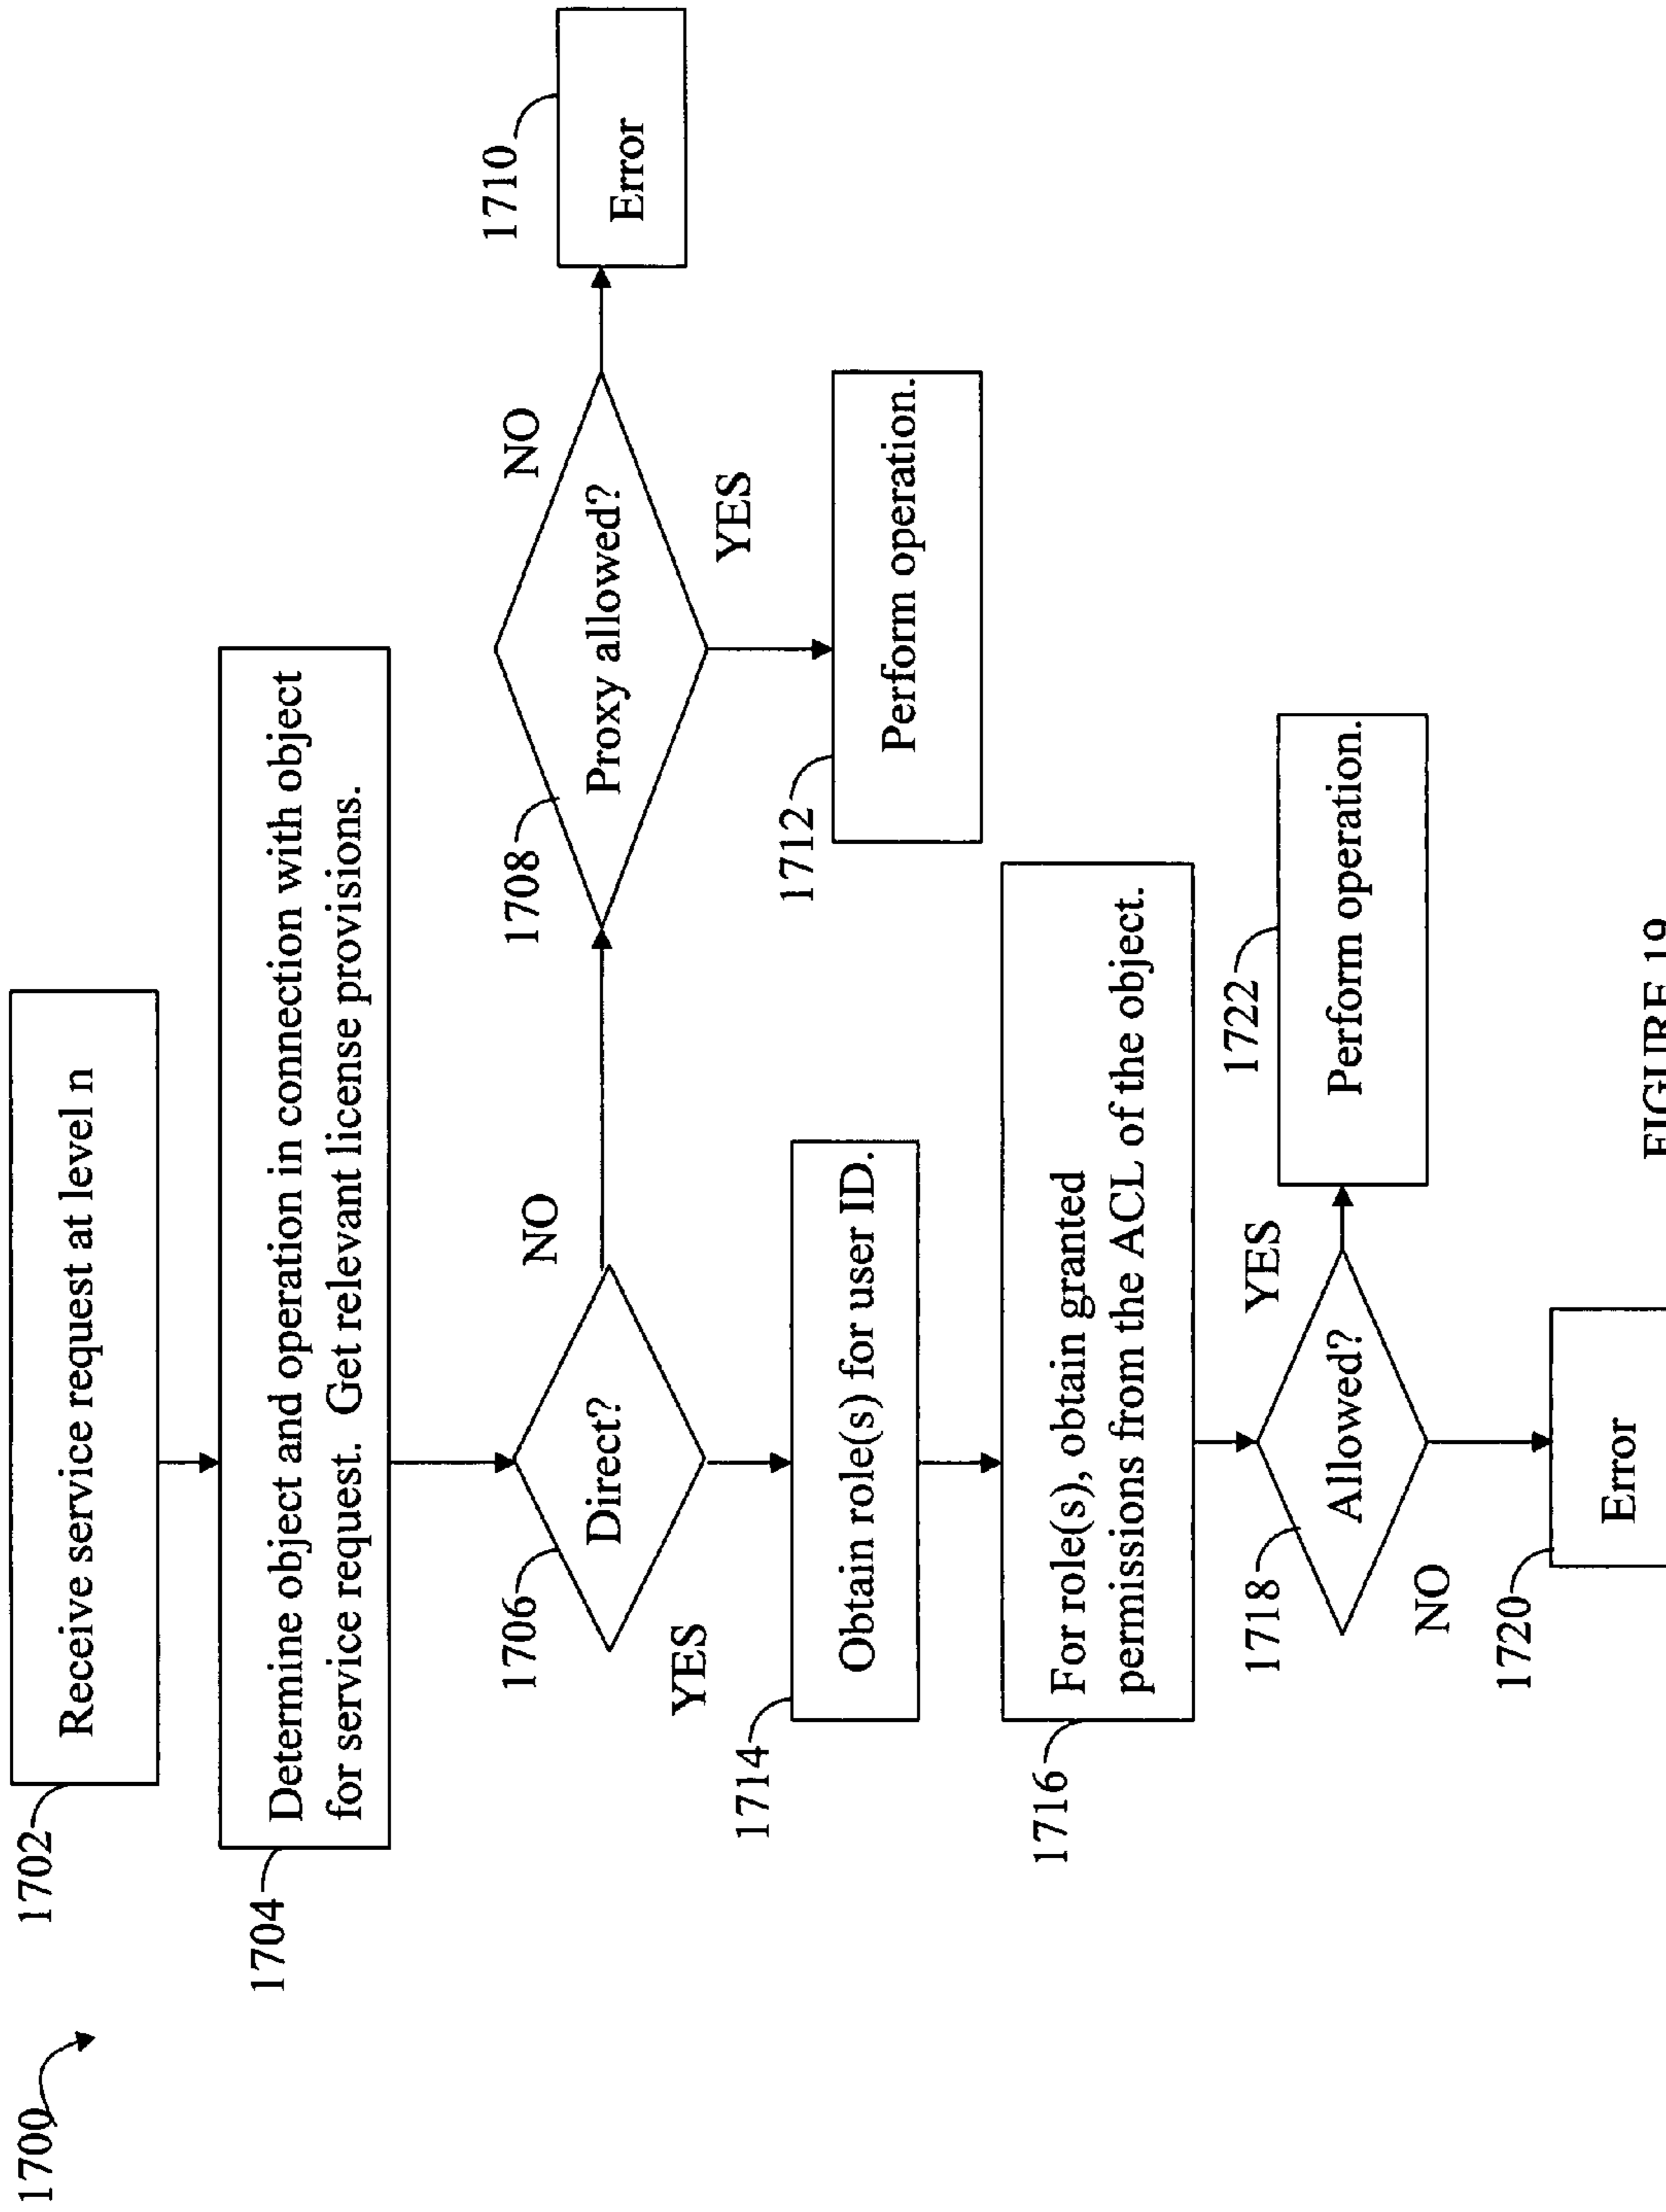 1700
1702
Receive service request at level n
1704
Determine object and operation in connection with object
for service request. Get relevant license provisions.
1706
Direct?
NO
YES
1708
Proxy allowed?
NO
YES
1710
Error
1712
Perform operation.
1714
Obtain role(s) for user ID.
1716
For role(s), obtain granted
permissions from the ACL of the object.
1718
Allowed?
YES
NO
1722
Perform operation.
1720
Error
FIGURE 19